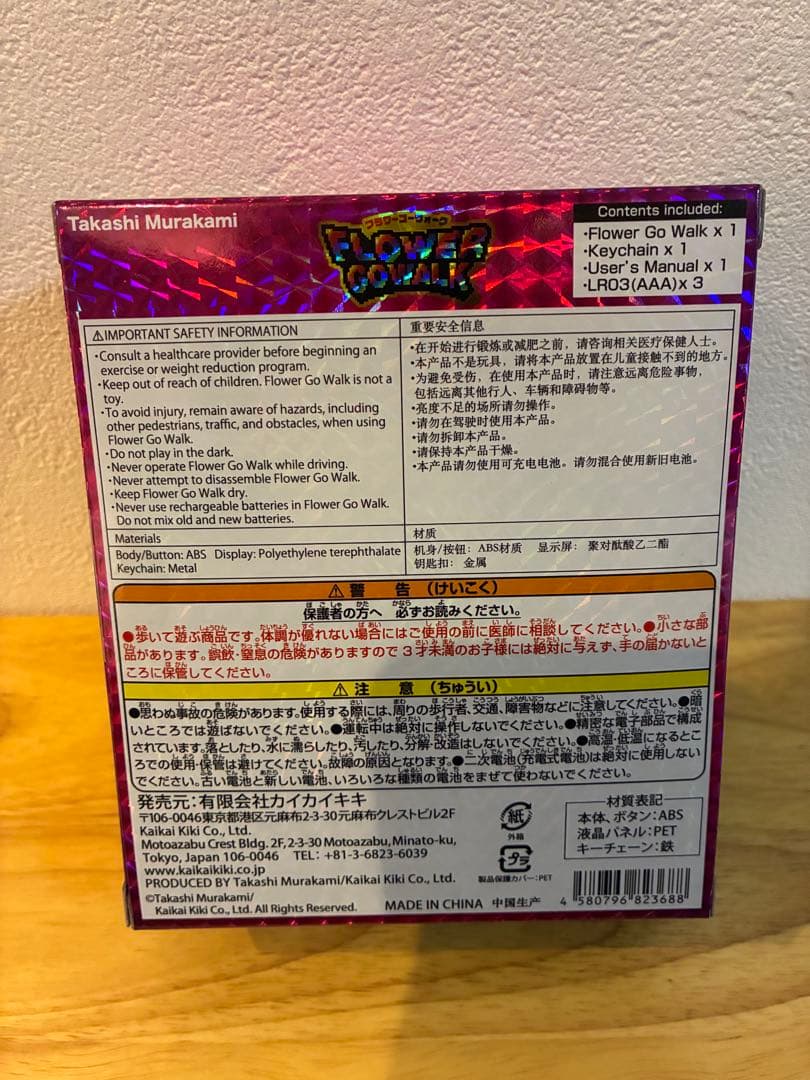 Takashi Murakami
フラワーゴーウォーク
FLOWER
GOWALK
Contents included:
・Flower Go Walk x 1
・Keychain x 1
・User's Manual x 1
・LR03(AAA)x 3
⚠IMPORTANT SAFETY INFORMATION
・Consult a healthcare provider before beginning an
exercise or weight reduction program.
・Keep out of reach of children. Flower Go Walk is not a
toy.
・To avoid injury, remain aware of hazards, including
other pedestrians, traffic, and obstacles, when using
Flower Go Walk.
・Do not play in the dark.
・Never operate Flower Go Walk while driving.
・Never attempt to disassemble Flower Go Walk.
・Keep Flower Go Walk dry.
・Never use rechargeable batteries in Flower Go Walk.
Do not mix old and new batteries.
重要安全信息
・在开始进行锻炼或减肥之前，请咨询相关医疗保健人士。
・本产品不是玩具，请将本产品放置在儿童接触不到的地方。
・为避免受伤，在使用本产品时，请注意远离危险事物，
包括远离其他行人、车辆和障碍物等。
・亮度不足的场所请勿操作。
・请勿在驾驶时使用本产品。
・请勿拆卸本产品。
・请保持本产品干燥。
・本产品请勿使用可充电电池。请勿混合使用新旧电池。
Materials
Body/Button: ABS Display: Polyethylene terephthalate
Keychain: Metal
材质
机身/按钮：ABS材质 显示屏：聚对酞酸乙二酯
钥匙扣：金属
⚠警告（けいこく）
保護者の方へ 必ずお読みください。
●歩いて遊ぶ商品です。体調が優れない場合にはご使用の前に医師に相談してください。●小さな部
品があります。誤飲・窒息の危険がありますので3才未満のお子様には絶対に与えず、手の届かないと
ころに保管してください。
⚠注意（ちゅうい）
●思わぬ事故の危険があります。使用する際には、周りの歩行者、交通、障害物などに注意してください。●暗
いところでは遊ばないでください。●運転中は絶対に操作しないでください。●精密な電子部品で構成
されています。落としたり、水に濡らしたり、汚したり、分解・改造はしないでください。●高温・低温になるとこ
ろでの使用・保管は避けてください。故障の原因となります。●二次電池（充電式電池）は絶対に使用しない
でください。古い電池と新しい電池、いろいろな種類の電池をまぜて使わないでください。
発売元：有限会社カイカイキキ
〒106-0046東京都港区元麻布2-3-30元麻布クレストビル2F
Kaikai Kiki Co., Ltd.
Motoazabu Crest Bldg. 2F, 2-3-30 Motoazabu,Minato-ku,
Tokyo, Japan 106-0046 TEL: +81-3-6823-6039
www.kaikaikiki.co.jp
PRODUCED BY Takashi Murakami/Kaikai Kiki Co., Ltd.
©Takashi Murakami/
Kaikai Kiki Co., Ltd. All Rights Reserved.
MADE IN CHINA 中国生产
紙
外箱
プラ
製品保護カバー：PET
材質表記
本体、ボタン：ABS
液晶パネル：PET
キーチェーン：鉄
4 580796 823688